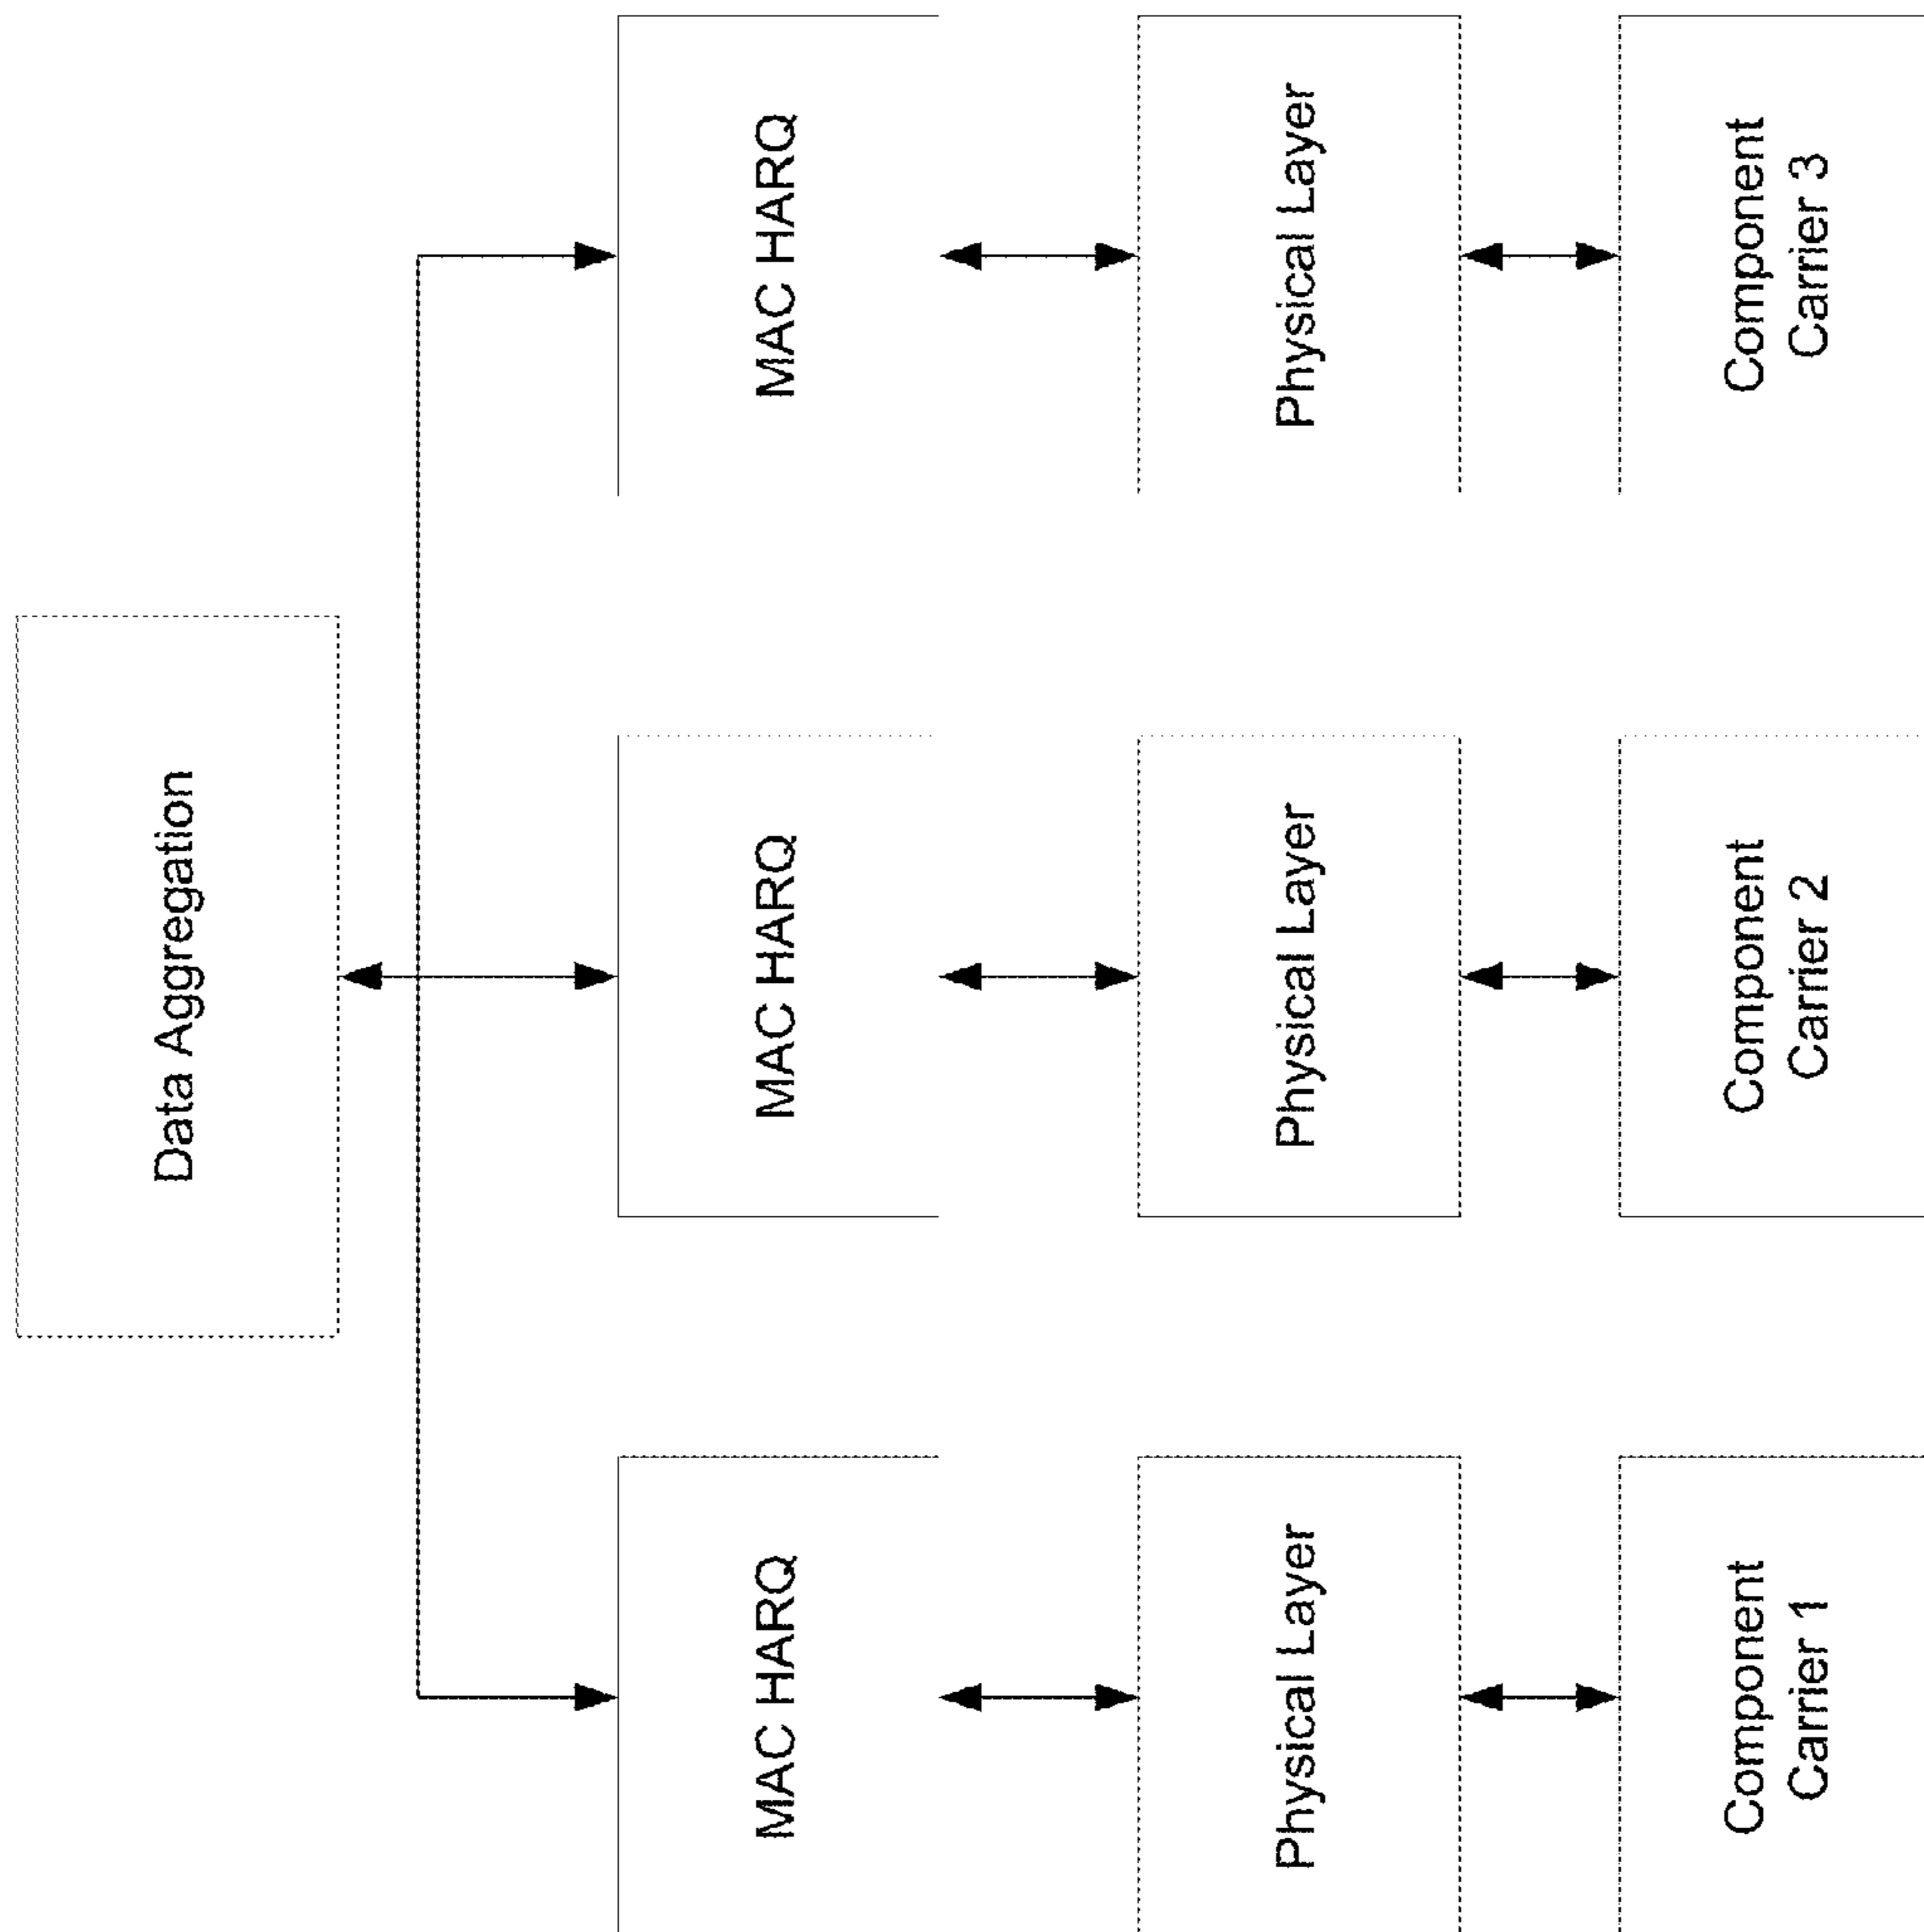 Data Aggregation
MAC HARQ
MAC HARQ
MAC HARQ
Physical Layer
Physical Layer
Physical Layer
Component
Carrier 1
Component
Carrier 2
Component
Carrier 3